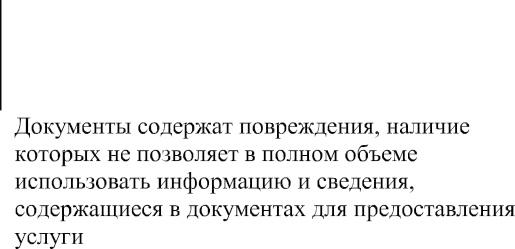 Документы содержат повреждения, наличие
которых не позволяет в полном объеме
использовать информацию и сведения,
содержащиеся в документах для предоставления
услуги